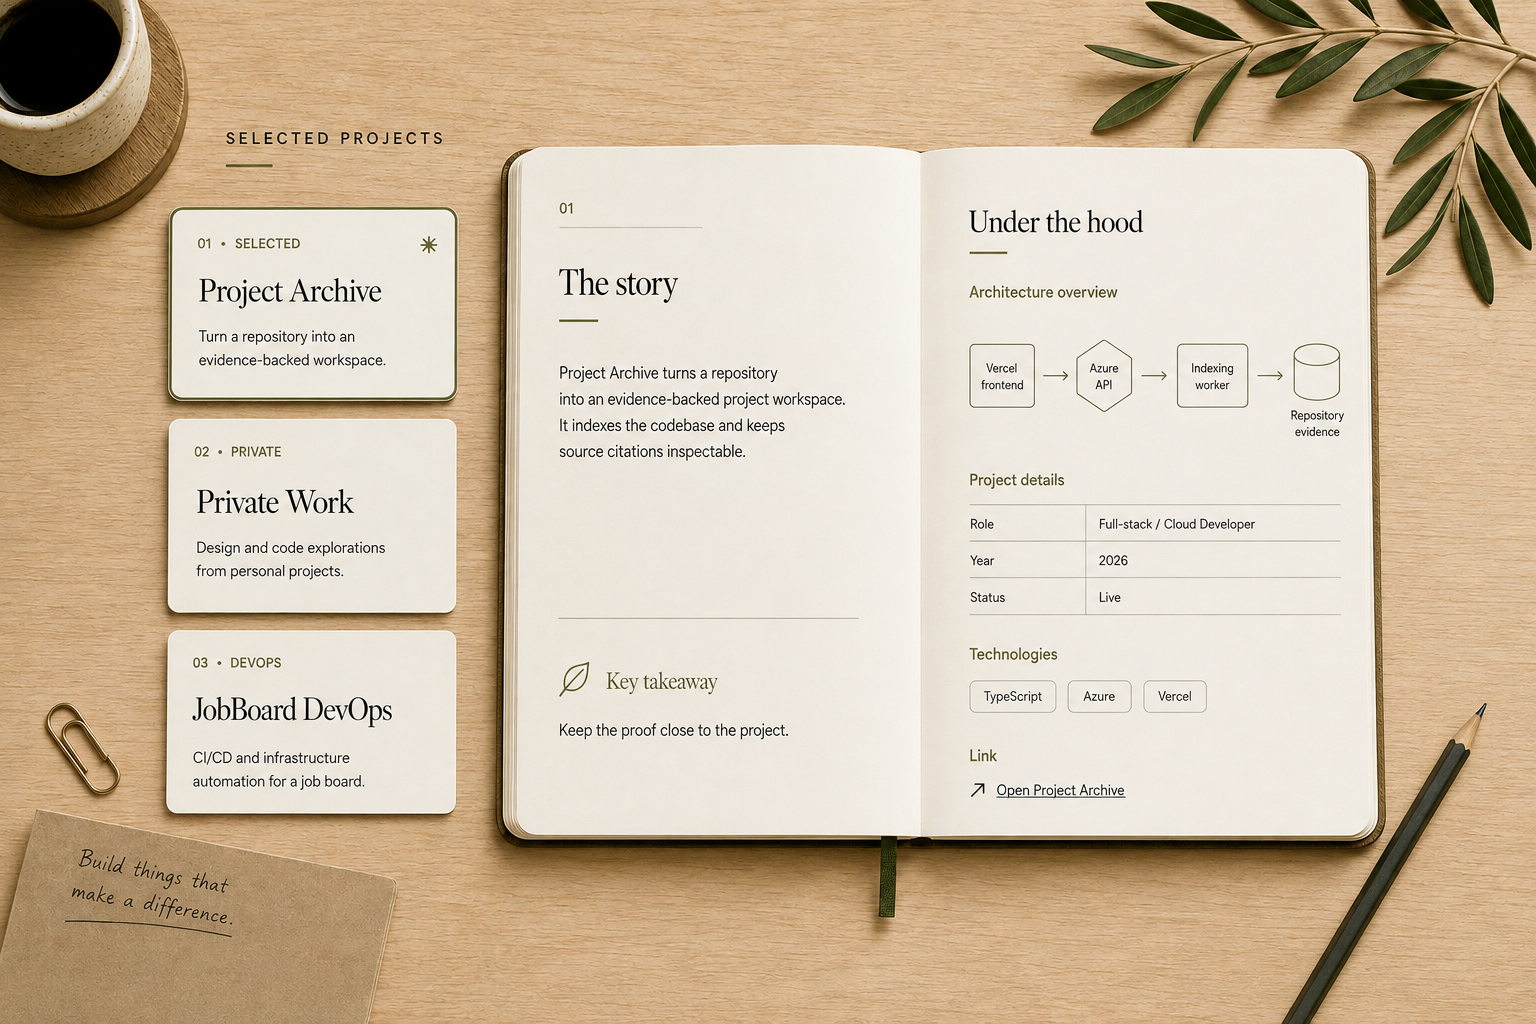 SELECTED PROJECTS
01 • SELECTED
Project Archive
Turn a repository into an
evidence-backed workspace.
02 • PRIVATE
Private Work
Design and code explorations
from personal projects.
03 • DEVOPS
JobBoard DevOps
CI/CD and infrastructure
automation for a job board.
Build things that
make a difference.
01
The story
Project Archive turns a repository
into an evidence-backed project workspace.
It indexes the codebase and keeps
source citations inspectable.
Key takeaway
Keep the proof close to the project.
Under the hood
Architecture overview
Vercel
frontend
Azure
API
Indexing
worker
Repository
evidence
Project details
Role Full-stack / Cloud Developer
Year 2026
Status Live
Technologies
TypeScript Azure Vercel
Link
Open Project Archive